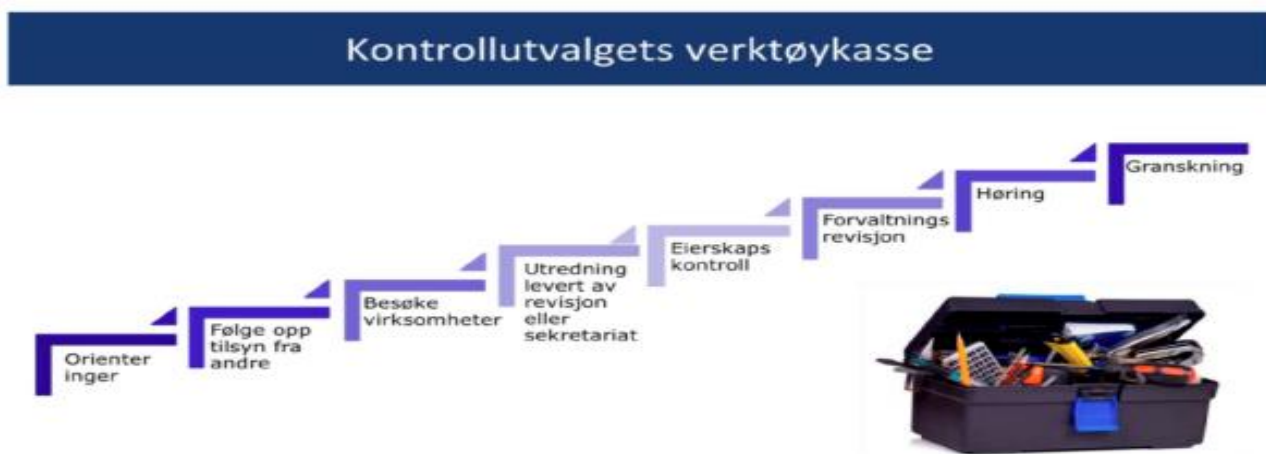 Kontrollutvalgets verktøykasse
Orienter
inger
Følge opp
tilsyn fra
andre
Besøke
virksomheter
Utredning
levert av
revisjon
eller
sekretariat
Eierskaps
kontroll
Forvaltnings
revisjon
Høring
Granskning